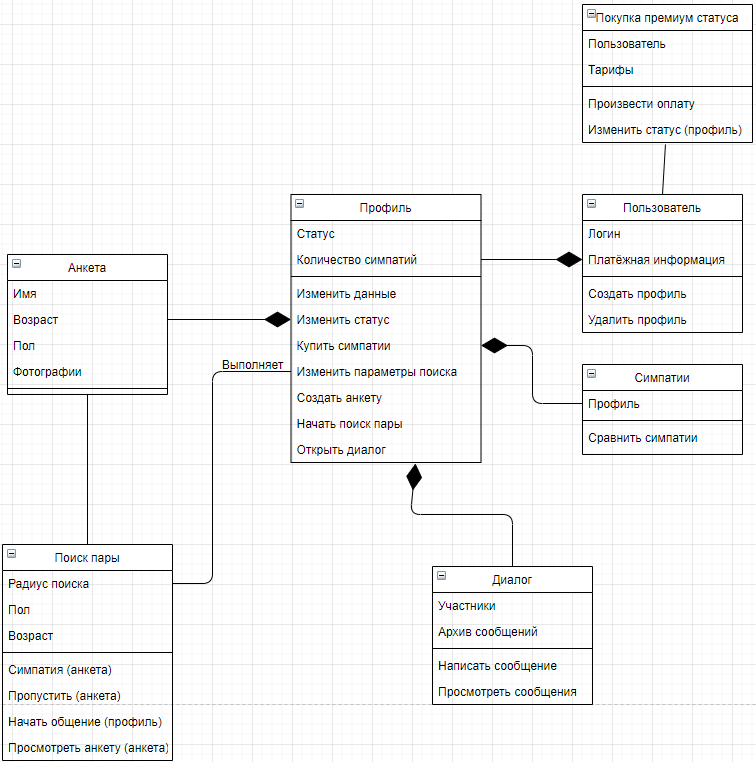 Покупка премиум статуса
Пользователь
Тарифы
Произвести оплату
Изменить статус (профиль)
Профиль
Статус
Количество симпатий
Изменить данные
Изменить статус
Купить симпатии
Изменить параметры поиска
Создать анкету
Начать поиск пары
Открыть диалог
Пользователь
Логин
Платёжная информация
Создать профиль
Удалить профиль
Анкета
Имя
Возраст
Пол
Фотографии
Выполняет
Симпатии
Профиль
Сравнить симпатии
Поиск пары
Радиус поиска
Пол
Возраст
Симпатия (анкета)
Пропустить (анкета)
Начать общение (профиль)
Просмотреть анкету (анкета)
Диалог
Участники
Архив сообщений
Написать сообщение
Просмотреть сообщения